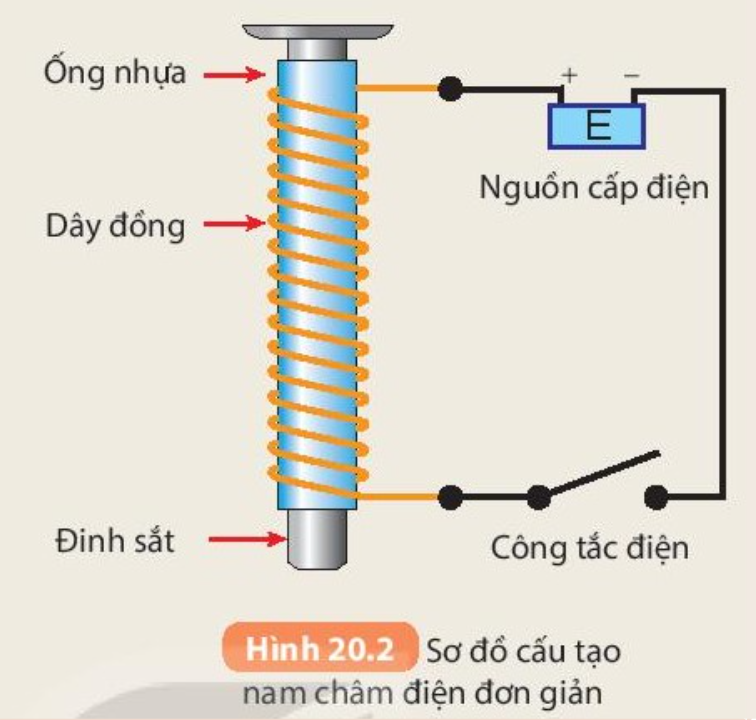 Ống nhựa
+ −
E
Nguồn cấp điện
Dây đồng
Đinh sắt
Công tắc điện
Hình 20.2 Sơ đồ cấu tạo
nam châm điện đơn giản